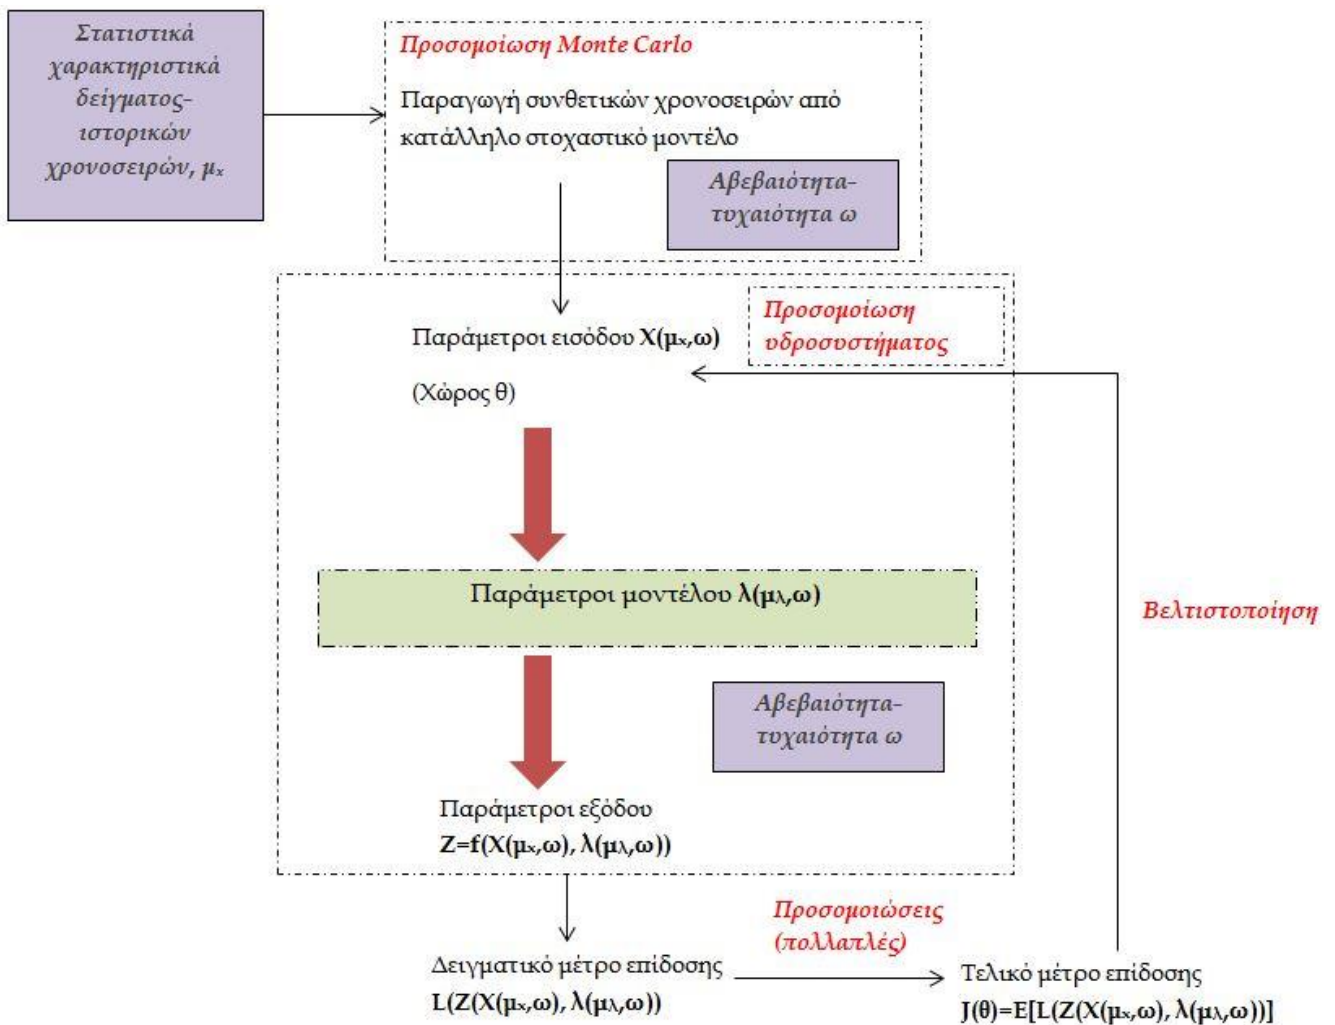 Στατιστικά
χαρακτηριστικά
δείγματος-
ιστορικών
χρονοσειρών, μₓ
Προσομοίωση Monte Carlo
Παραγωγή συνθετικών χρονοσειρών από
κατάλληλο στοχαστικό μοντέλο
Αβεβαιότητα-
τυχαιότητα ω
Προσομοίωση
υδροσυστήματος
Παράμετροι εισόδου X(μₓ,ω)
(Χώρος θ)
Παράμετροι μοντέλου λ(μλ,ω)
Βελτιστοποίηση
Αβεβαιότητα-
τυχαιότητα ω
Παράμετροι εξόδου
Z=f(X(μₓ,ω), λ(μλ,ω))
Προσομοιώσεις
(πολλαπλές)
Δειγματικό μέτρο επίδοσης
L(Z(X(μₓ,ω), λ(μλ,ω))
Τελικό μέτρο επίδοσης
J(θ)=E[L(Z(X(μₓ,ω), λ(μλ,ω))]